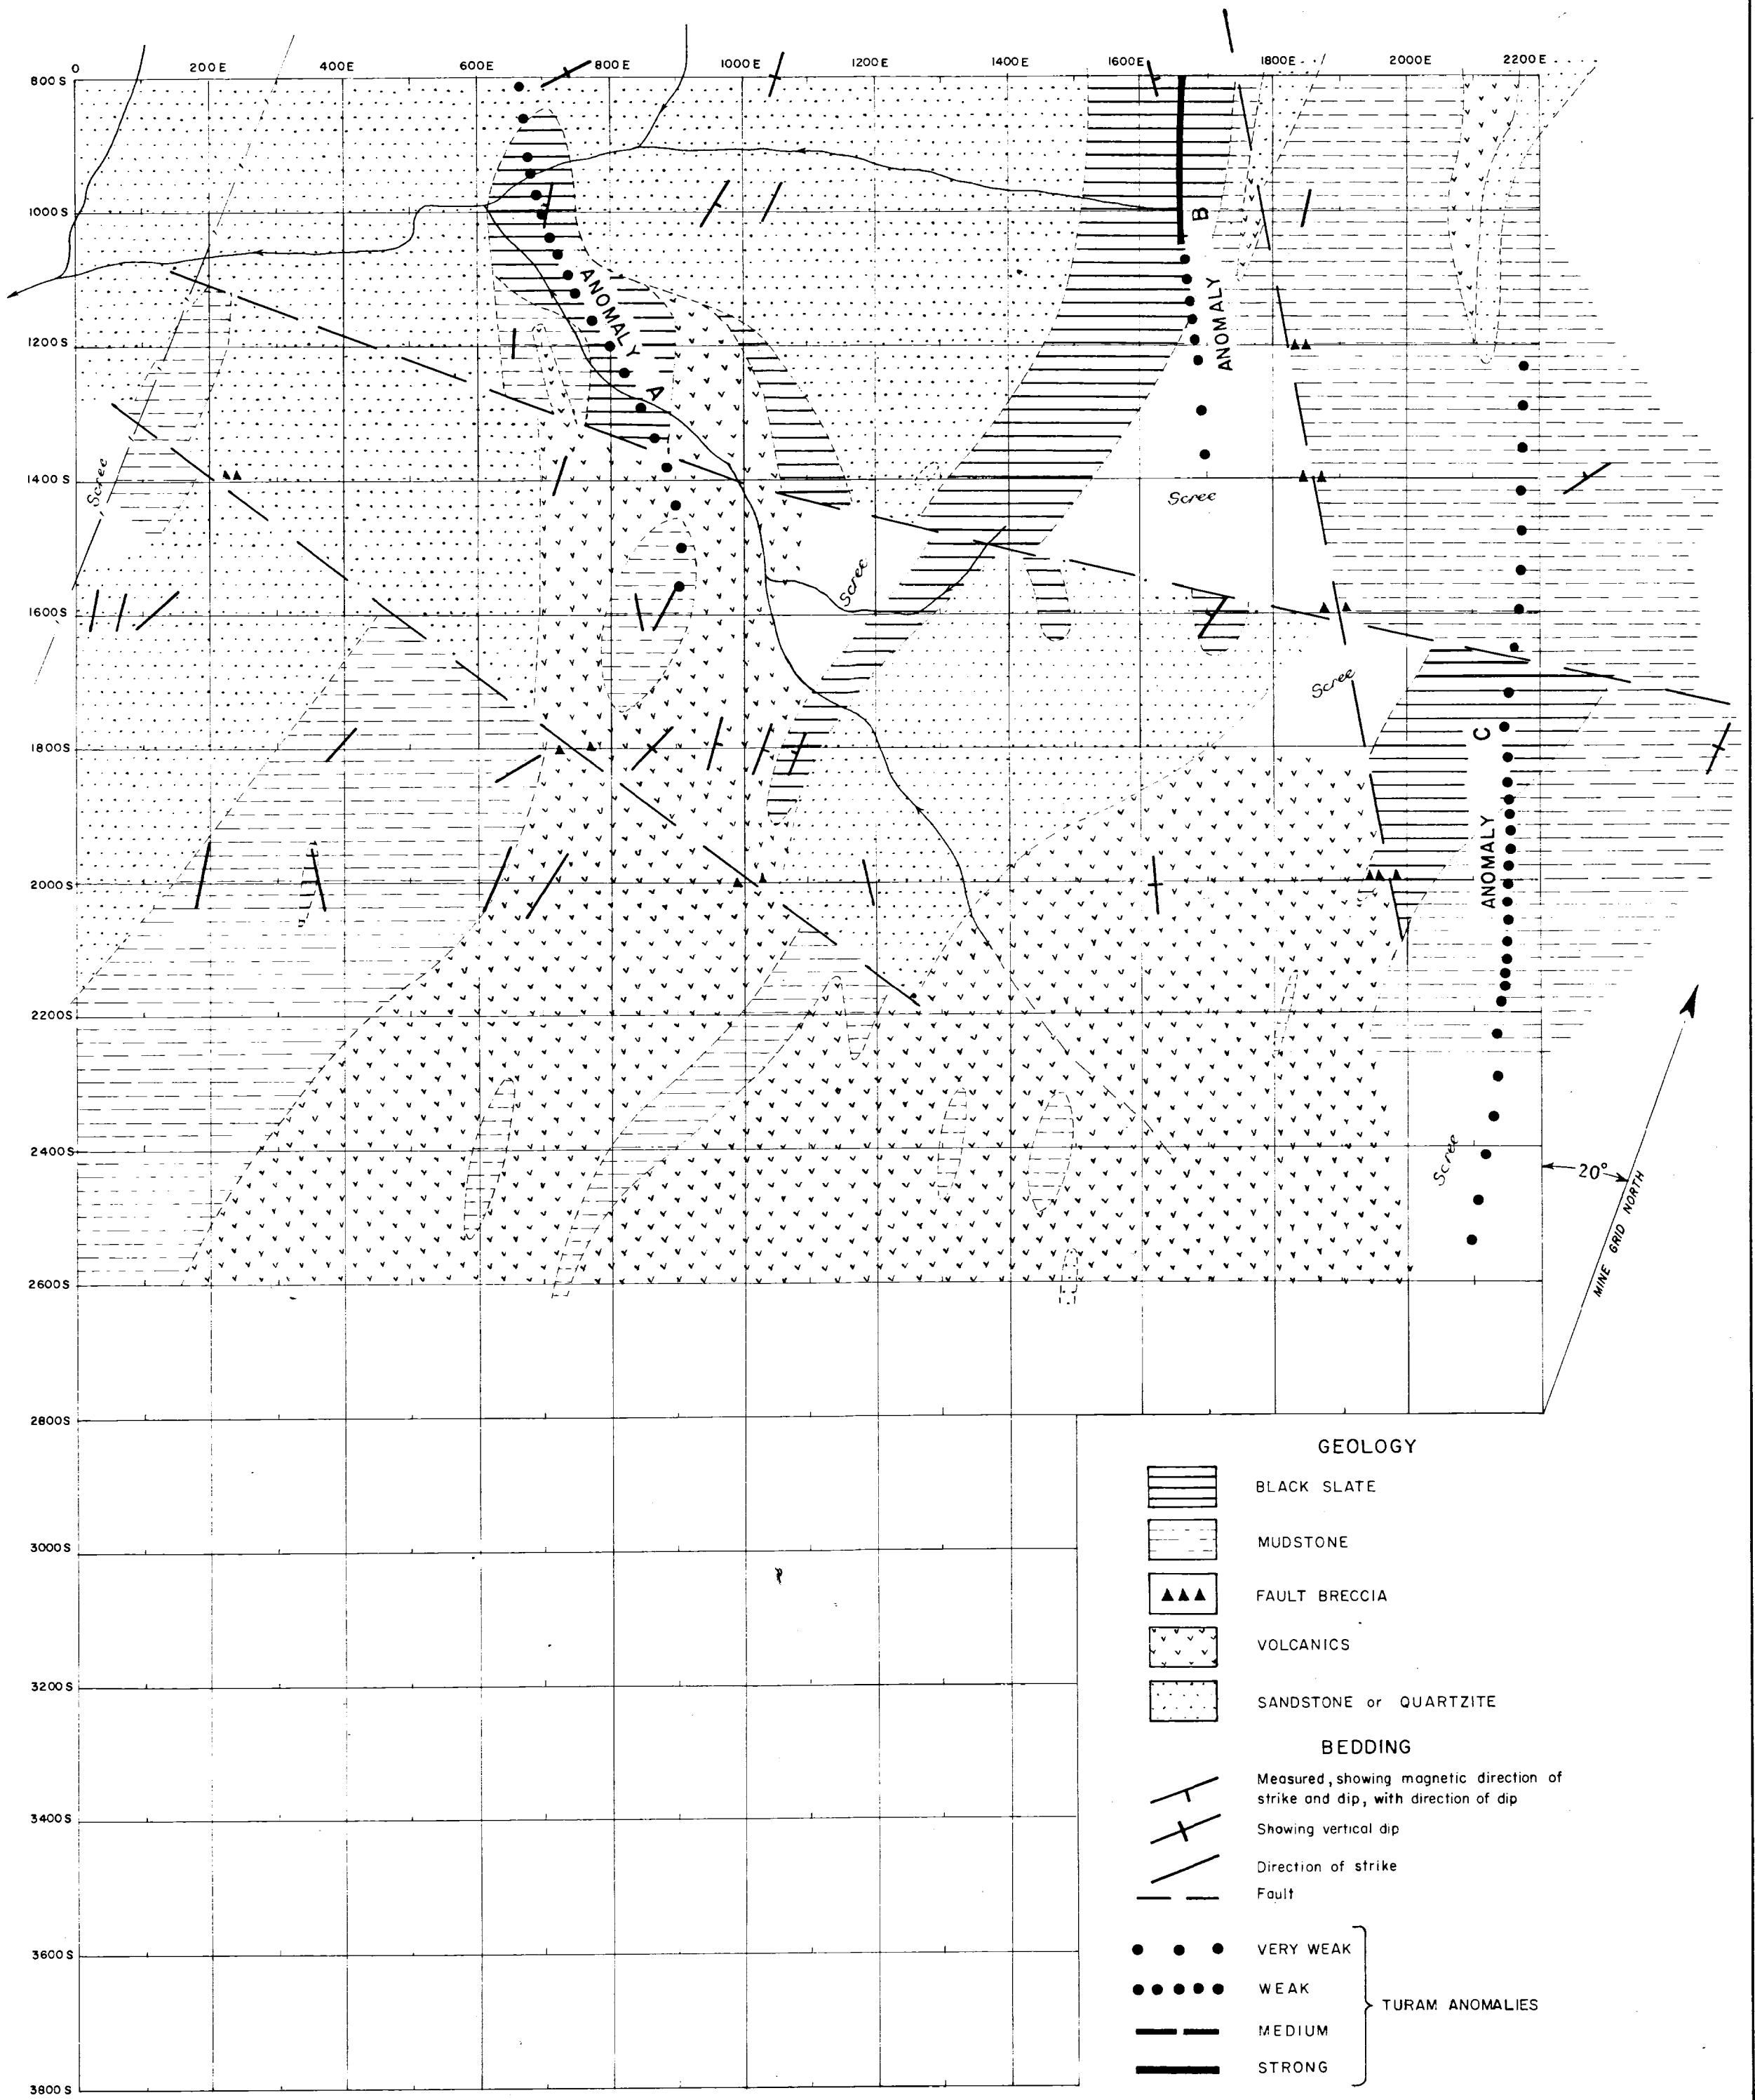 0 200E 400E 600E 800E 1000E 1200E 1400E 1600E 1800E 2000E 2200E
800S
1000S
B
ANOMALY
A
ANOMALY
1200S
Scree
1400S
Scree
Scree
1600S
Scree
1800S
C
ANOMALY
2000S
2200S
2400S
Scree
20°
MINE GRID NORTH
2600S
2800S
3000S
3200S
3400S
3600S
3800S
GEOLOGY
BLACK SLATE
MUDSTONE
FAULT BRECCIA
VOLCANICS
SANDSTONE or QUARTZITE
BEDDING
Measured, showing magnetic direction of
strike and dip, with direction of dip
Showing vertical dip
Direction of strike
Fault
VERY WEAK
WEAK
TURAM ANOMALIES
MEDIUM
STRONG